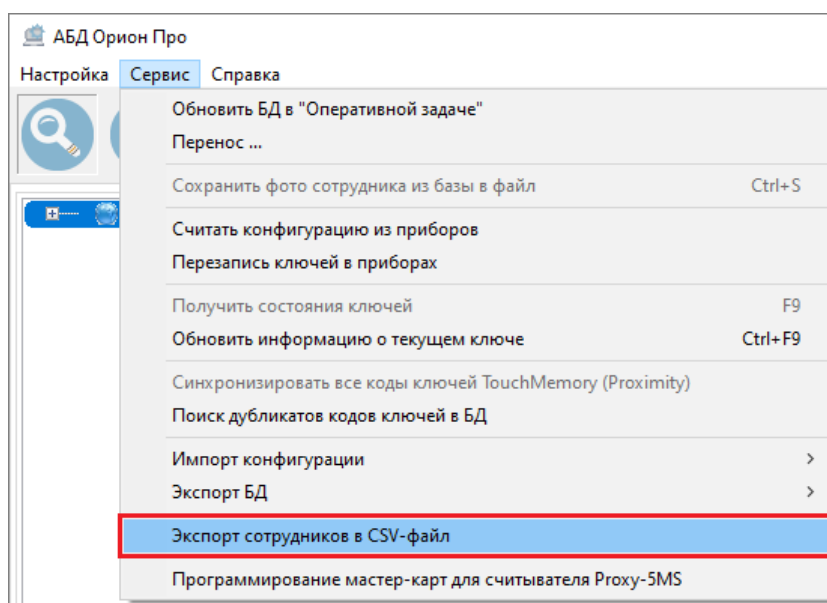 АБД Орион Про
Настройка Сервис Справка
Обновить БД в "Оперативной задаче"
Перенос ...
Сохранить фото сотрудника из базы в файл Ctrl+S
Считать конфигурацию из приборов
Перезапись ключей в приборах
Получить состояния ключей F9
Обновить информацию о текущем ключе Ctrl+F9
Синхронизировать все коды ключей TouchMemory (Proximity)
Поиск дубликатов кодов ключей в БД
Импорт конфигурации
Экспорт БД
Экспорт сотрудников в CSV-файл
Программирование мастер-карт для считывателя Proxy-5MS